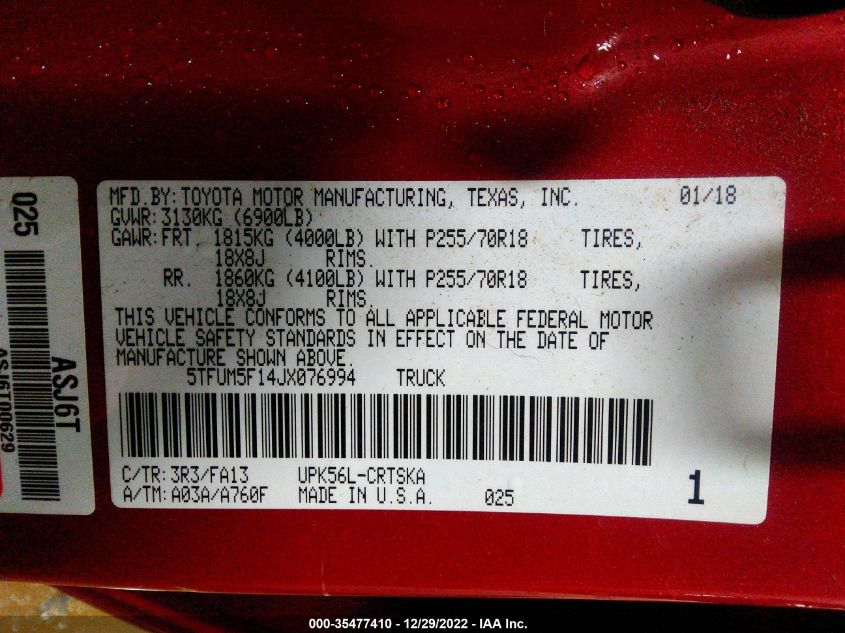 025
ASJ6T
ASJ6T00629
MFD.BY: TOYOTA MOTOR MANUFACTURING, TEXAS, INC. 01/18
GVWR: 3130KG (6900LB)
GAWR: FRT. 1815KG (4000LB) WITH P255/70R18 TIRES,
18X8J RIMS.
RR. 1860KG (4100LB) WITH P255/70R18 TIRES,
18X8J RIMS.
THIS VEHICLE CONFORMS TO ALL APPLICABLE FEDERAL MOTOR
VEHICLE SAFETY STANDARDS IN EFFECT ON THE DATE OF
MANUFACTURE SHOWN ABOVE.
5TFUM5F14JX076994 TRUCK
C/TR: 3R3/FA13 UPK56L-CRTSKA
A/TM: A03A/A760F MADE IN U.S.A. 025 1
000-35477410 - 12/29/2022 - IAA Inc.